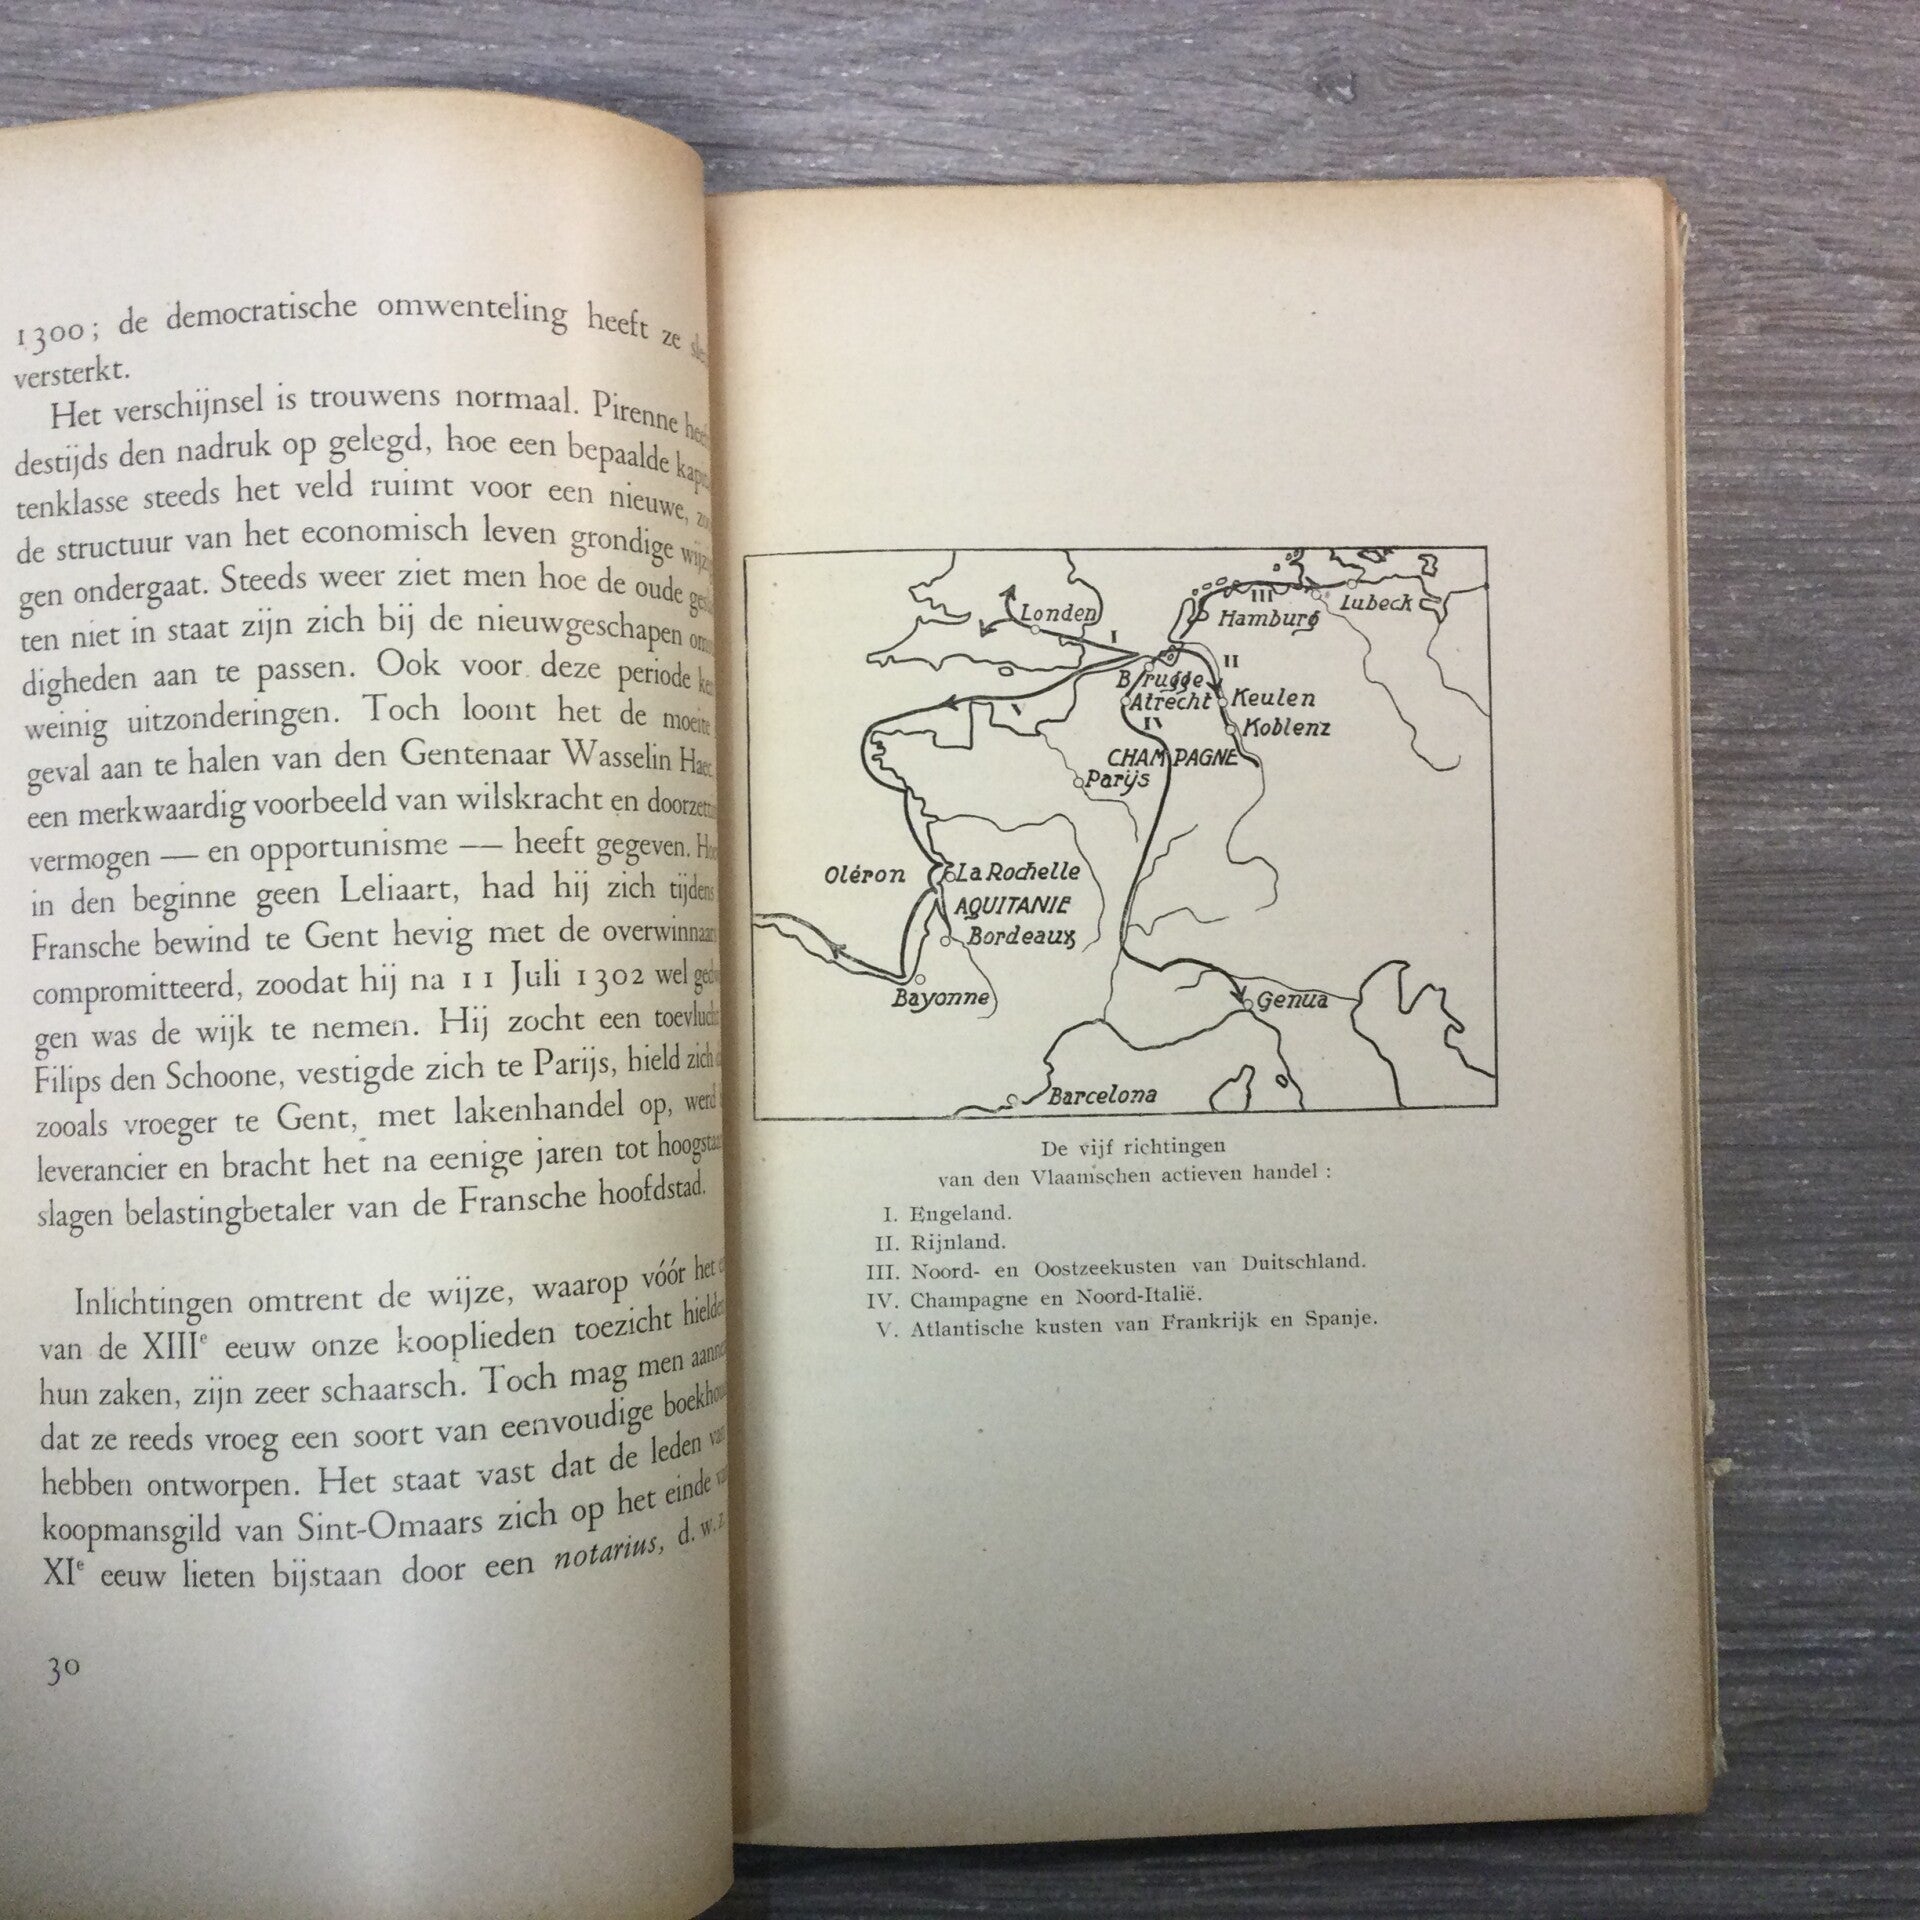 1300; de democratische omwenteling heeft ze
versterkt.
Het verschijnsel is trouwens normaal. Pirenne
destijds den nadruk op gelegd, hoe een bepaalde
tenklasse steeds het veld ruimt voor een nieuwe,
de structuur van het economisch leven grondige
gen ondergaat. Steeds weer ziet men hoe de oude
ten niet in staat zijn zich bij de nieuwgeschapen
digheden aan te passen. Ook voor deze periode
weinig uitzonderingen. Toch loont het de moeite
geval aan te halen van den Gentenaar Wasselin
een merkwaardig voorbeeld van wilskracht en
vermogen — en opportunisme — heeft gegeven.
in den beginne geen Leliaart, had hij zich tijdens
Fransche bewind te Gent hevig met de
compromitteerd, zoodat hij na 11 Juli 1302 wel
gen was de wijk te nemen. Hij zocht een
Filips den Schoone, vestigde zich te Parijs, hield zich
zooals vroeger te Gent, met lakenhandel op, werd
leverancier en bracht het na eenige jaren tot
slagen belastingbetaler van de Fransche hoofdstad.
Inlichtingen omtrent de wijze, waarop vóór het
van de XIIIe eeuw onze kooplieden toezicht
hun zaken, zijn zeer schaarsch. Toch mag men
dat ze reeds vroeg een soort van eenvoudige
hebben ontworpen. Het staat vast dat de leden
koopmansgild van Sint-Omaars zich op het einde
XIe eeuw lieten bijstaan door een notarius, d.w.z.
30
Londen
I
III
Hamburg
Lubeck
II
Brugge
Atrecht
Keulen
IV
V
Koblenz
CHAMPAGNE
Parijs
Oléron
La Rochelle
AQUITANIE
Bordeaux
Bayonne
Genua
Barcelona
De vijf richtingen
van den Vlaamschen actieven handel :
I. Engeland.
II. Rijnland.
III. Noord- en Oostzeekusten van Duitschland.
IV. Champagne en Noord-Italië.
V. Atlantische kusten van Frankrijk en Spanje.